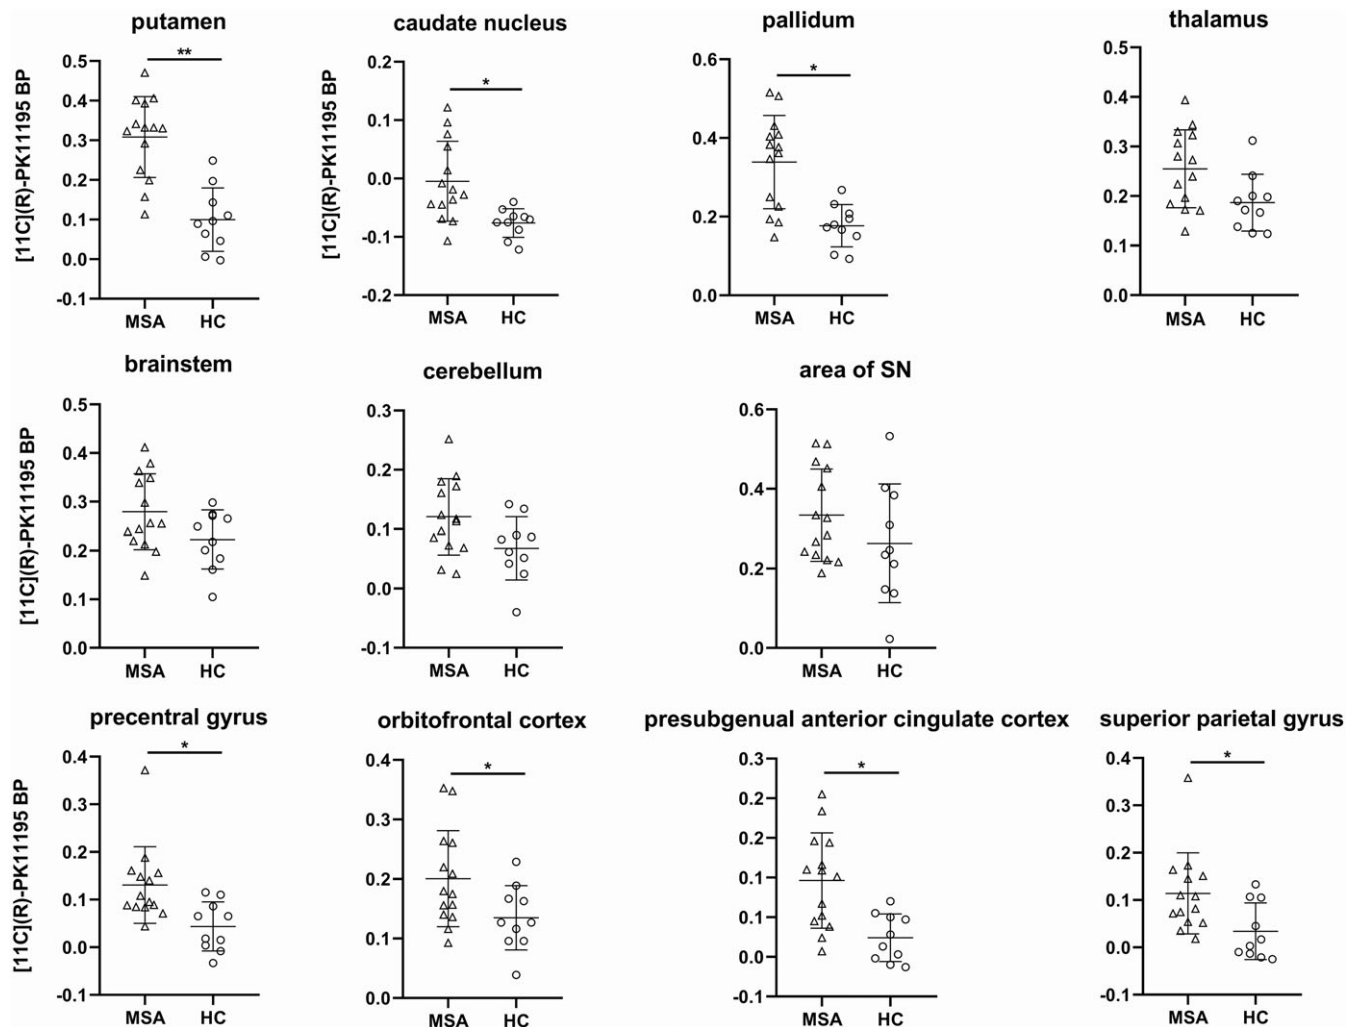 putamen
[11C](R)-PK11195 BP
0.5
0.4
0.3
0.2
0.1
0.0
-0.1
**
MSA HC
caudate nucleus
[11C](R)-PK11195 BP
0.2
0.1
0.0
-0.1
-0.2
*
MSA HC
pallidum
0.6
0.4
0.2
0.0
*
MSA HC
thalamus
0.5
0.4
0.3
0.2
0.1
0.0
MSA HC
brainstem
[11C](R)-PK11195 BP
0.5
0.4
0.3
0.2
0.1
0.0
MSA HC
cerebellum
0.3
0.2
0.1
0.0
-0.1
MSA HC
area of SN
0.6
0.4
0.2
0.0
MSA HC
precentral gyrus
[11C](R)-PK11195 BP
0.4
0.3
0.2
0.1
0.0
-0.1
*
MSA HC
orbitofrontal cortex
0.4
0.3
0.2
0.1
0.0
*
MSA HC
presubgenual anterior cingulate cortex
0.3
0.2
0.2
0.1
0.1
0.0
-0.1
*
MSA HC
superior parietal gyrus
0.4
0.3
0.2
0.1
0.0
-0.1
*
MSA HC